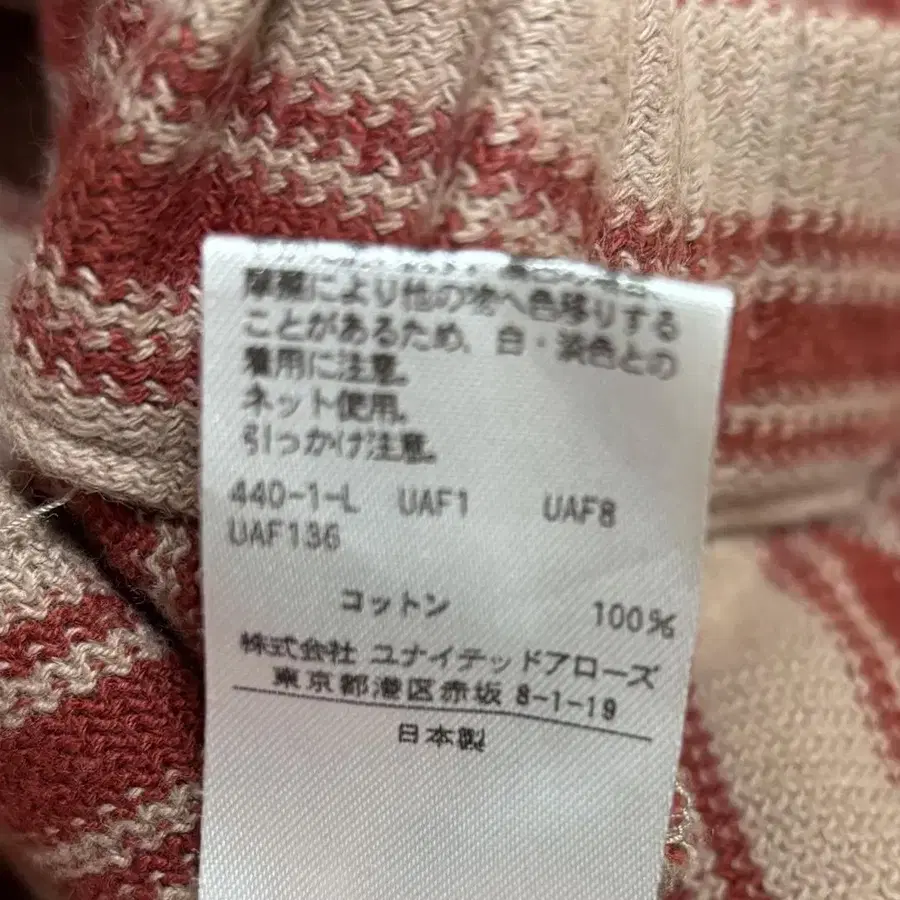 摩擦により他の物へ色移りする
ことがあるため、白・淡色との
着用に注意。
ネット使用。
引っかけ注意。
440-1-L UAF1 UAF8
UAF136
コットン 100%
株式会社 ユナイテッドアローズ
東京都港区赤坂 8-1-19
日本製